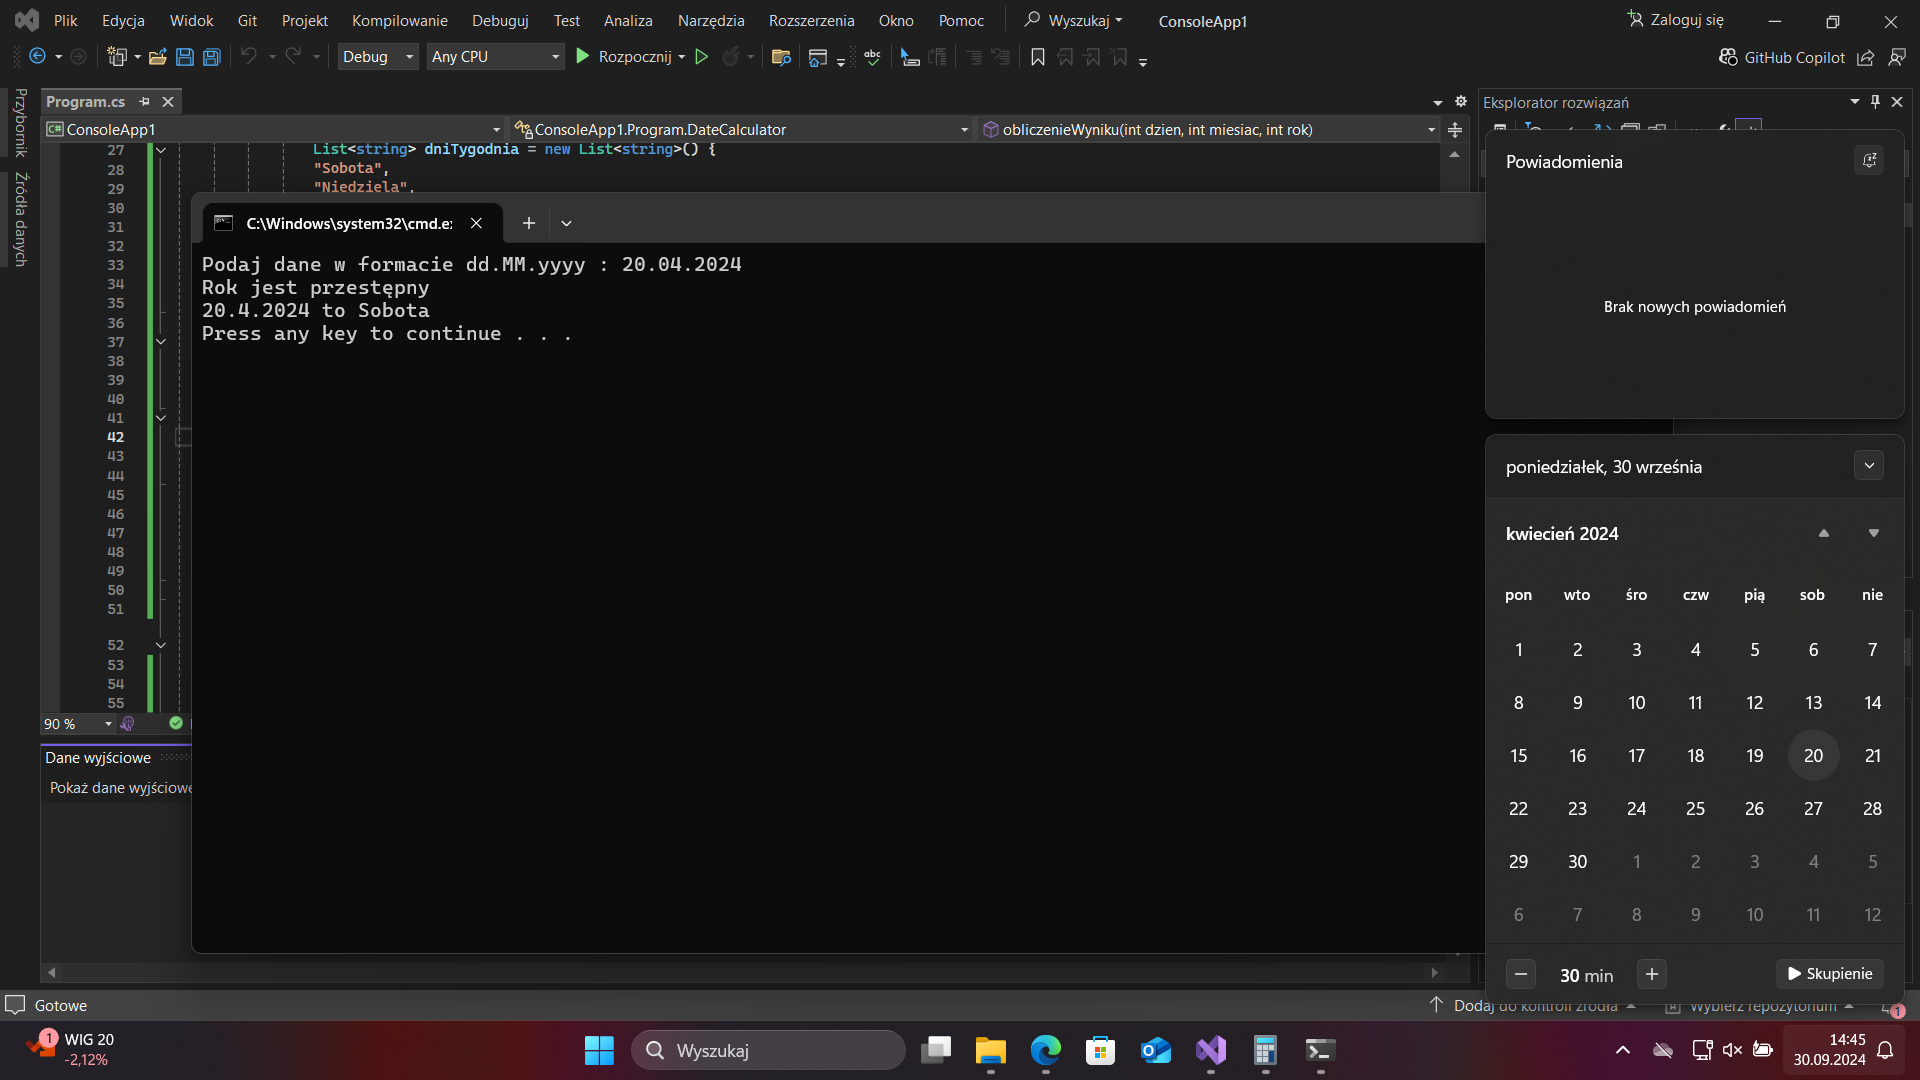 Plik Edycja Widok Git Projekt Kompilowanie Debuguj Test Analiza Narzędzia Rozszerzenia Okno Pomoc Wyszukaj ConsoleApp1 Zaloguj się
Debug Any CPU Rozpocznij GitHub Copilot
Przybornik
Źródła danych
Program.cs
Eksplorator rozwiązań
ConsoleApp1 ConsoleApp1.Program.DateCalculator obliczenieWyniku(int dzien, int miesiac, int rok)
27 List<string> dniTygodnia = new List<string>() {
28 "Sobota",
29 "Niedziela",
30
31
32
33
34
35
36
37
38
39
40
41
42
43
44
45
46
47
48
49
50
51
52
53
54
55
90 %
Dane wyjściowe
Pokaż dane wyjściowe
C:\Windows\system32\cmd.e
Podaj dane w formacie dd.MM.yyyy : 20.04.2024
Rok jest przestępny
20.4.2024 to Sobota
Press any key to continue . . .
Powiadomienia
Brak nowych powiadomień
poniedziałek, 30 września
kwiecień 2024
pon wto śro czw pią sob nie
1 2 3 4 5 6 7
8 9 10 11 12 13 14
15 16 17 18 19 20 21
22 23 24 25 26 27 28
29 30 1 2 3 4 5
6 7 8 9 10 11 12
30 min Skupienie
Gotowe Dodaj do kontroli źródła Wybierz repozytorium 1
1 WIG 20
-2,12%
Wyszukaj
14:45
30.09.2024